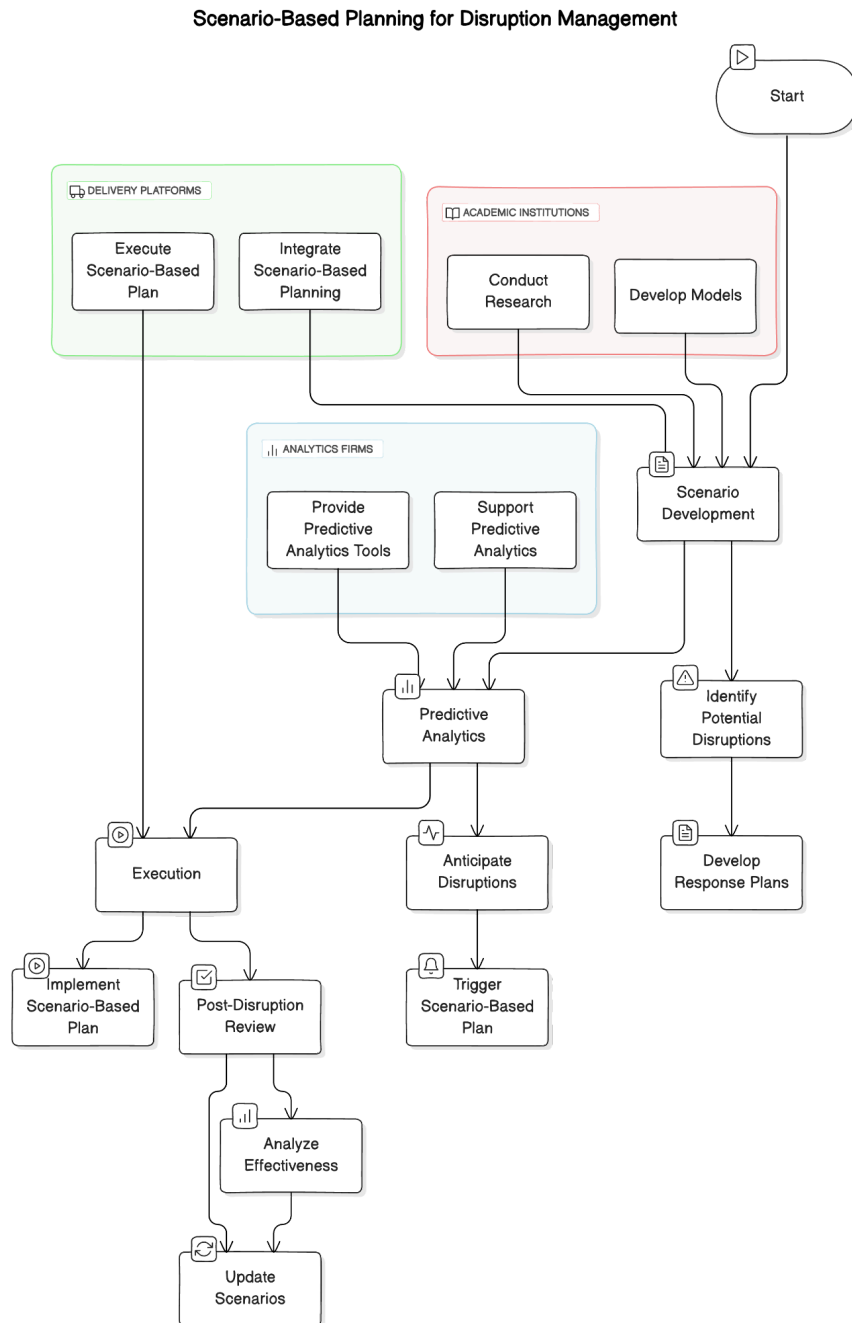 Scenario-Based Planning for Disruption Management
Start
DELIVERY PLATFORMS
Execute
Scenario-Based
Plan
Integrate
Scenario-Based
Planning
ACADEMIC INSTITUTIONS
Conduct
Research
Develop Models
ANALYTICS FIRMS
Provide
Predictive
Analytics Tools
Support
Predictive
Analytics
Scenario
Development
Predictive
Analytics
Identify
Potential
Disruptions
Execution
Anticipate
Disruptions
Develop
Response Plans
Implement
Scenario-Based
Plan
Post-Disruption
Review
Trigger
Scenario-Based
Plan
Analyze
Effectiveness
Update
Scenarios